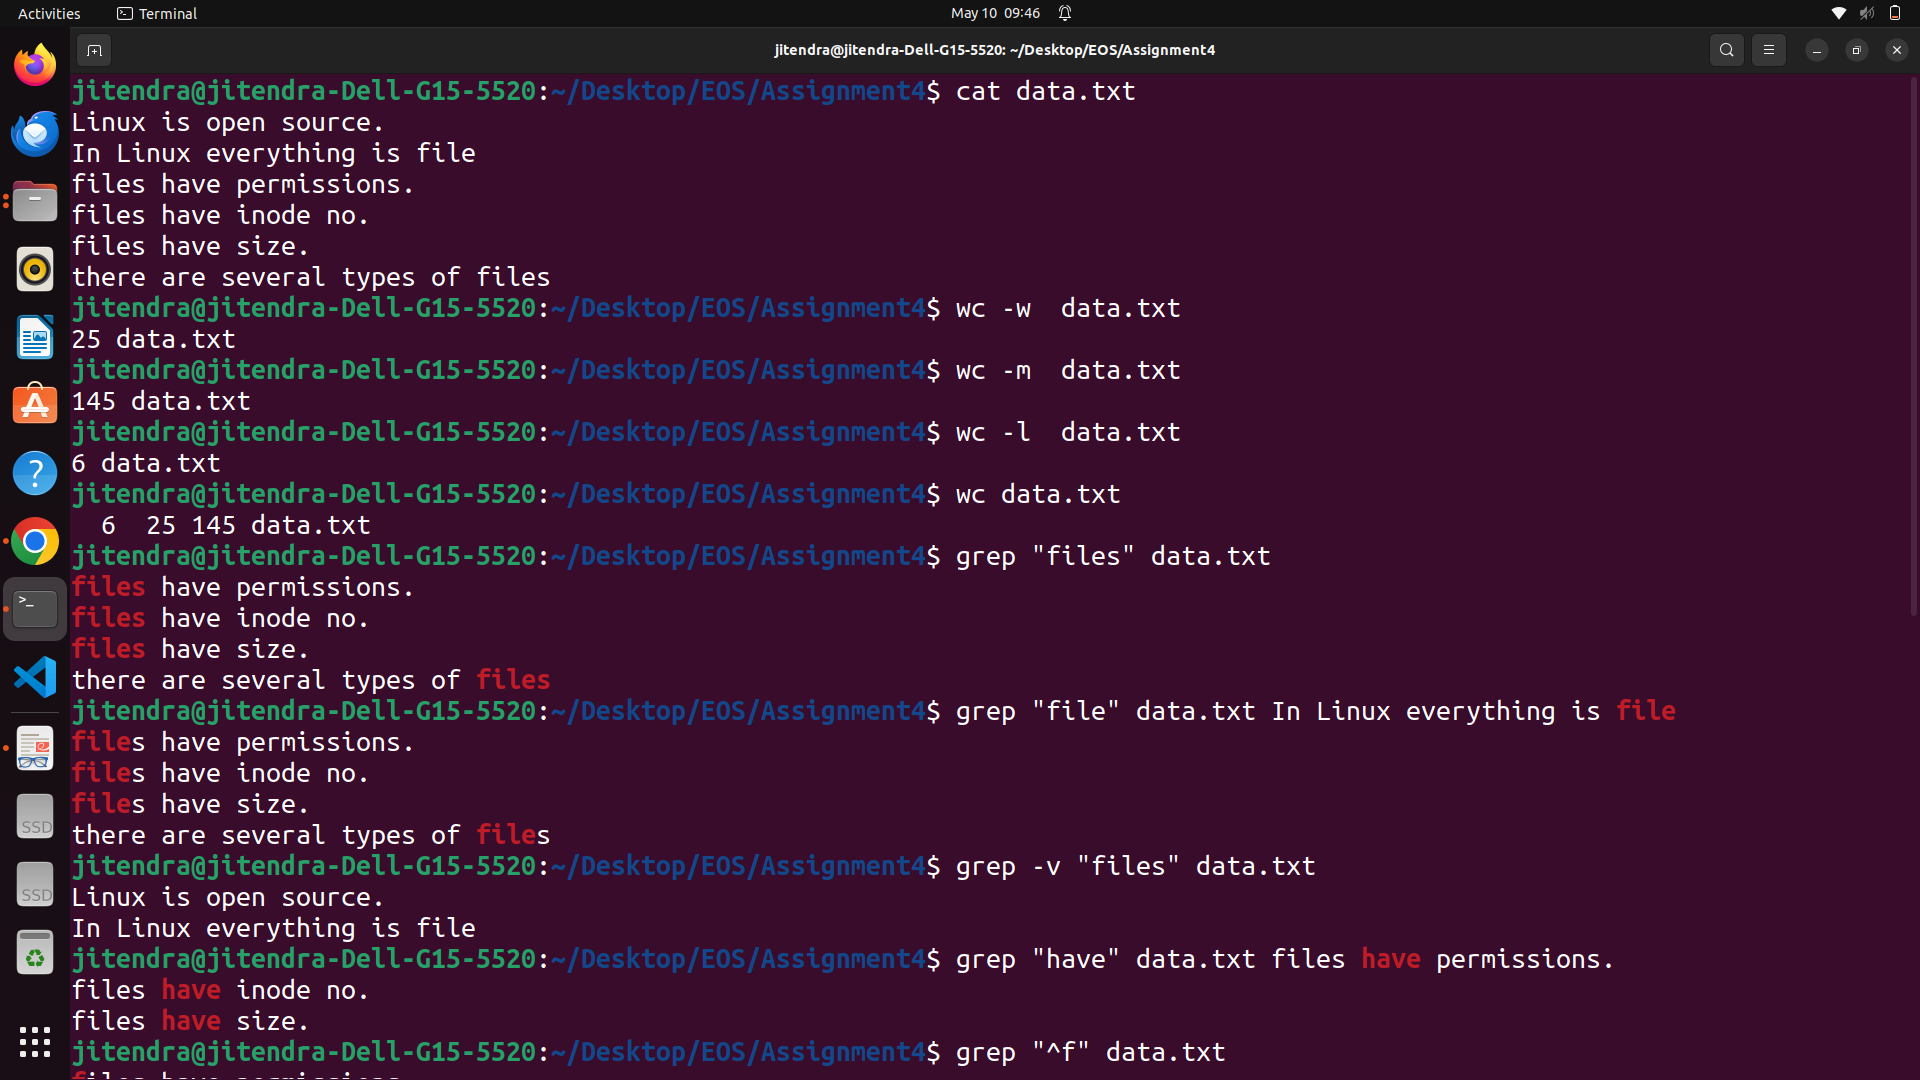 Activities
Terminal
May 10 09:46
jitendra@jitendra-Dell-G15-5520: ~/Desktop/EOS/Assignment4
jitendra@jitendra-Dell-G15-5520:~/Desktop/EOS/Assignment4$ cat data.txt
Linux is open source.
In Linux everything is file
files have permissions.
files have inode no.
files have size.
there are several types of files
jitendra@jitendra-Dell-G15-5520:~/Desktop/EOS/Assignment4$ wc -w  data.txt
25 data.txt
jitendra@jitendra-Dell-G15-5520:~/Desktop/EOS/Assignment4$ wc -m  data.txt
145 data.txt
jitendra@jitendra-Dell-G15-5520:~/Desktop/EOS/Assignment4$ wc -l  data.txt
6 data.txt
jitendra@jitendra-Dell-G15-5520:~/Desktop/EOS/Assignment4$ wc data.txt
  6  25 145 data.txt
jitendra@jitendra-Dell-G15-5520:~/Desktop/EOS/Assignment4$ grep "files" data.txt
files have permissions.
files have inode no.
files have size.
there are several types of files
jitendra@jitendra-Dell-G15-5520:~/Desktop/EOS/Assignment4$ grep "file" data.txt In Linux everything is file
files have permissions.
files have inode no.
files have size.
there are several types of files
jitendra@jitendra-Dell-G15-5520:~/Desktop/EOS/Assignment4$ grep -v "files" data.txt
Linux is open source.
In Linux everything is file
jitendra@jitendra-Dell-G15-5520:~/Desktop/EOS/Assignment4$ grep "have" data.txt files have permissions.
files have inode no.
files have size.
jitendra@jitendra-Dell-G15-5520:~/Desktop/EOS/Assignment4$ grep "^f" data.txt
files have permissions.
SSD
SSD